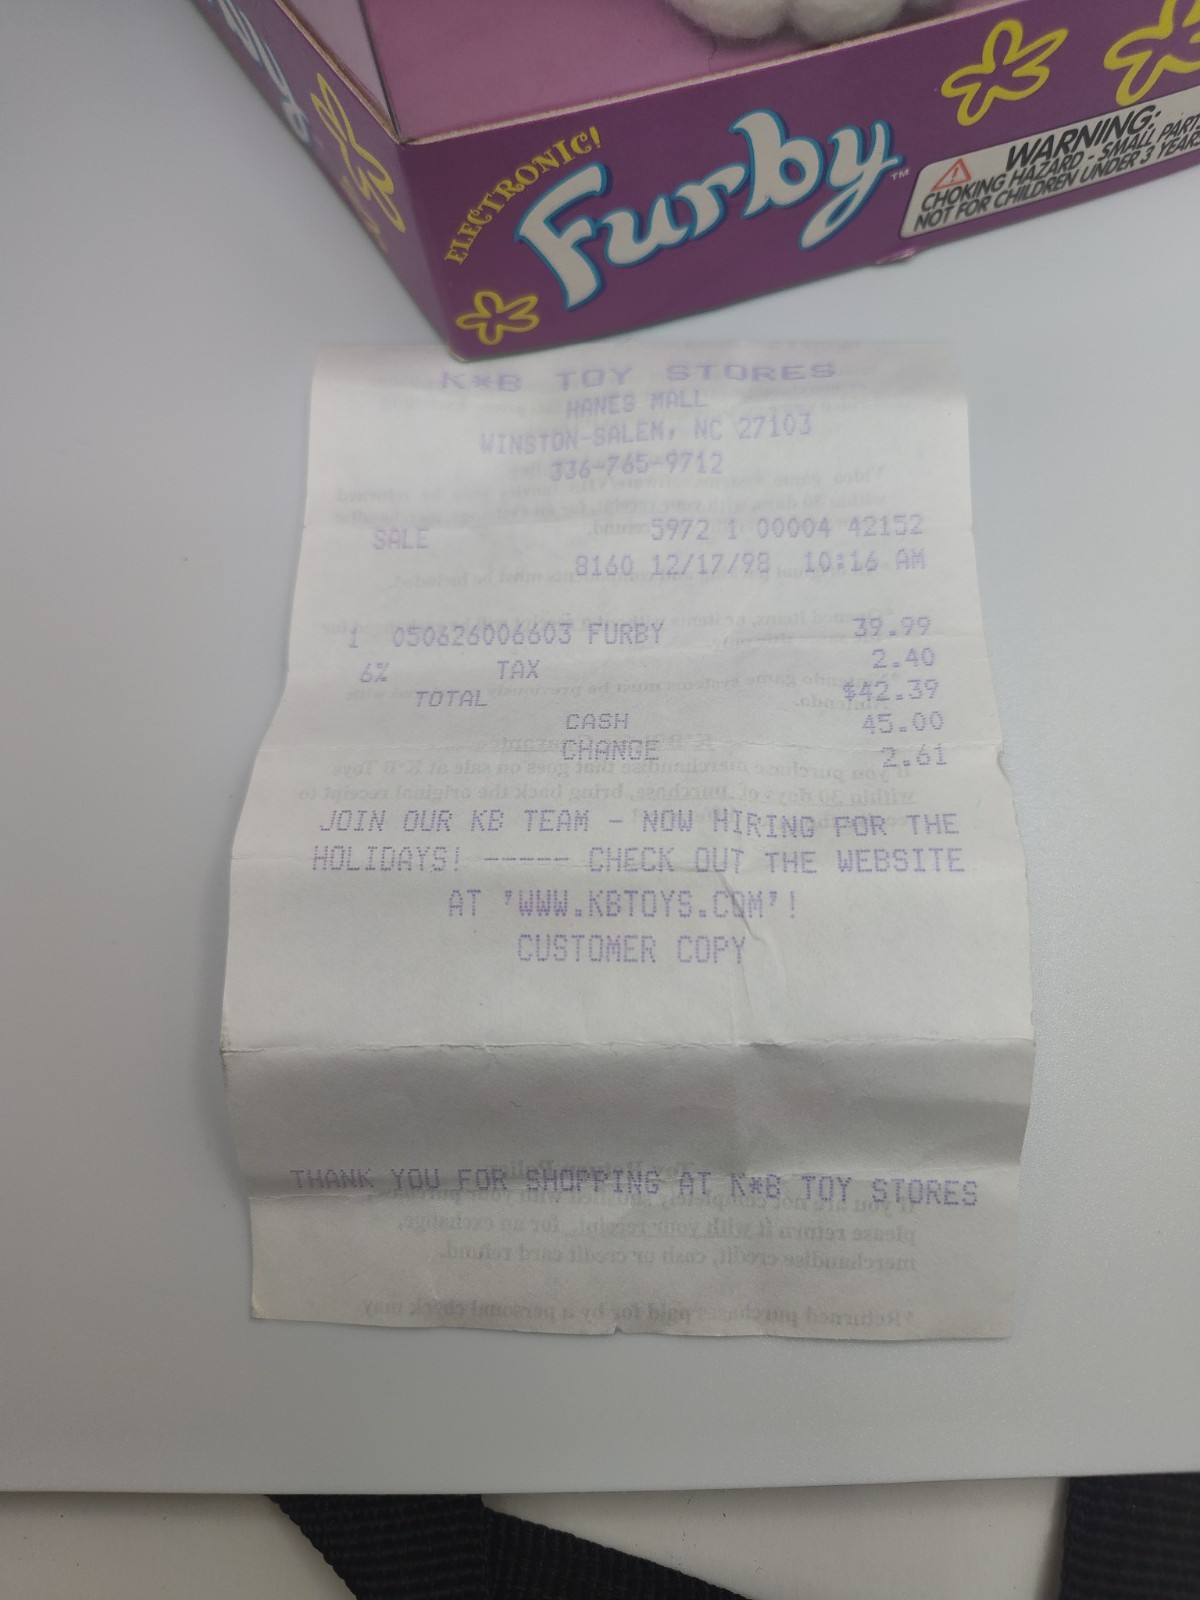 ELECTRONIC!
Furby™
WARNING:
CHOKING HAZARD - SMALL PART
NOT FOR CHILDREN UNDER 3 YEARS
K*B TOY STORES
HANES MALL
WINSTON-SALEM, NC 27103
336-765-9712
SALE 5972 1 00004 42152
8160 12/17/98 10:16 AM
1 050626006603 FURBY 39.99
6% TAX 2.40
TOTAL $42.39
CASH 45.00
CHANGE 2.61
JOIN OUR KB TEAM - NOW HIRING FOR THE
HOLIDAYS! ----- CHECK OUT THE WEBSITE
AT 'WWW.KBTOYS.COM'!
CUSTOMER COPY
THANK YOU FOR SHOPPING AT K*B TOY STORES